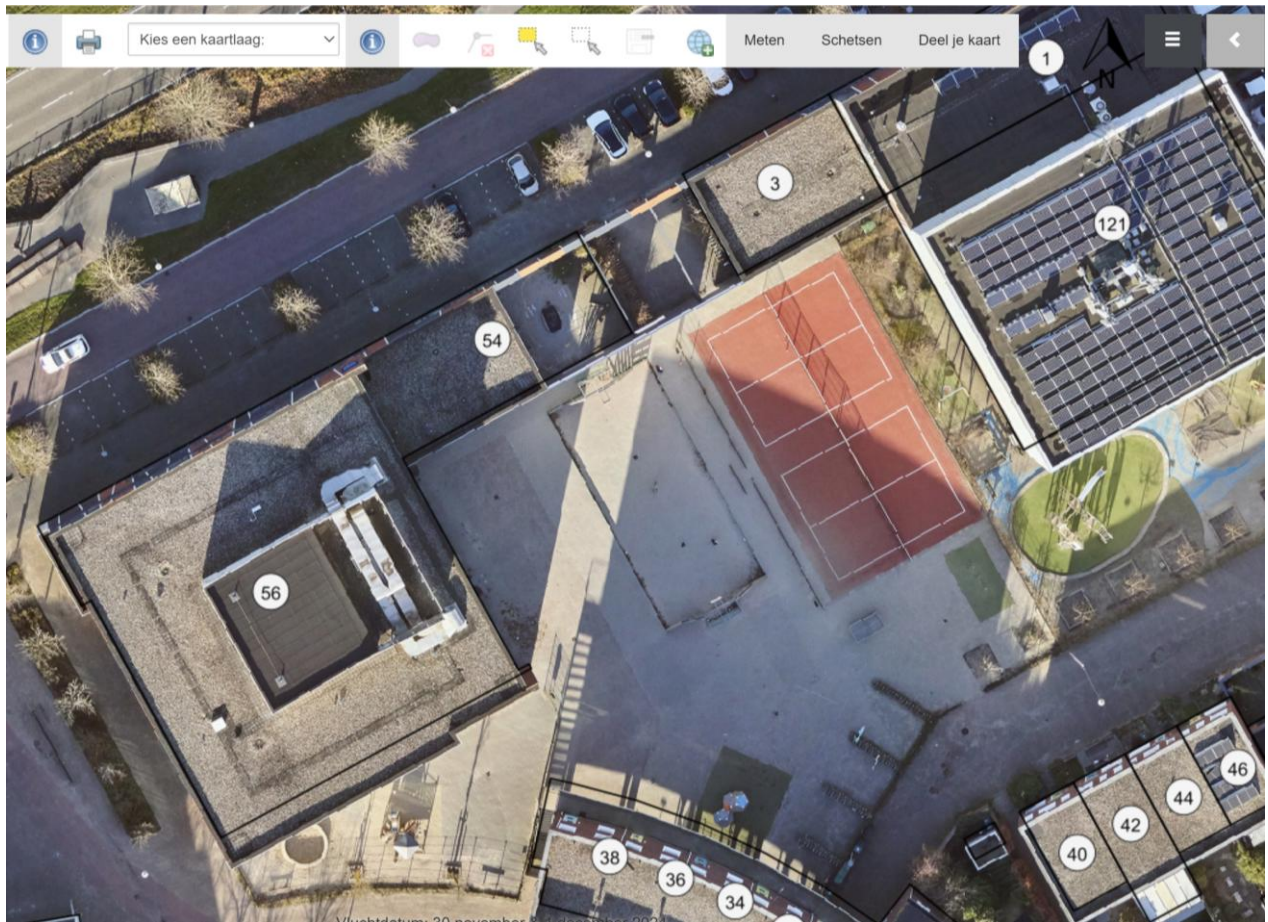 Kies een kaartlaag:
Meten
Schetsen
Deel je kaart
1
N
3
121
54
56
46
44
42
40
38
36
34
Vluchtdatum: 30 november